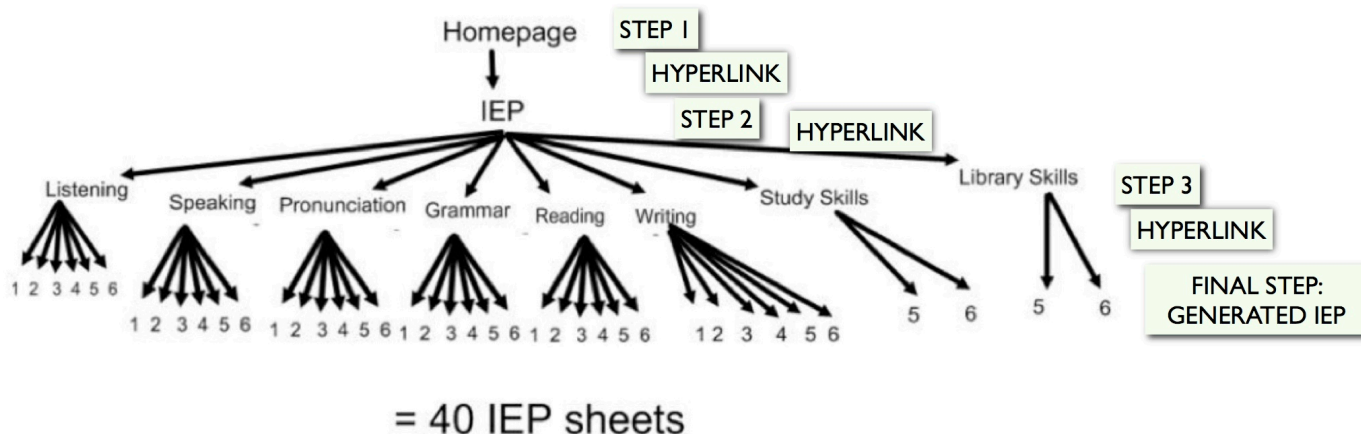 Homepage
STEP 1
HYPERLINK
IEP
STEP 2
HYPERLINK
Listening
Speaking
Pronunciation
Grammar
Reading
Writing
Study Skills
Library Skills
STEP 3
HYPERLINK
1 2 3 4 5 6
1 2 3 4 5 6
1 2 3 4 5 6
1 2 3 4 5 6
1 2 3 4 5 6
1 2 3 4 5 6
5 6
5 6
FINAL STEP:
GENERATED IEP
= 40 IEP sheets